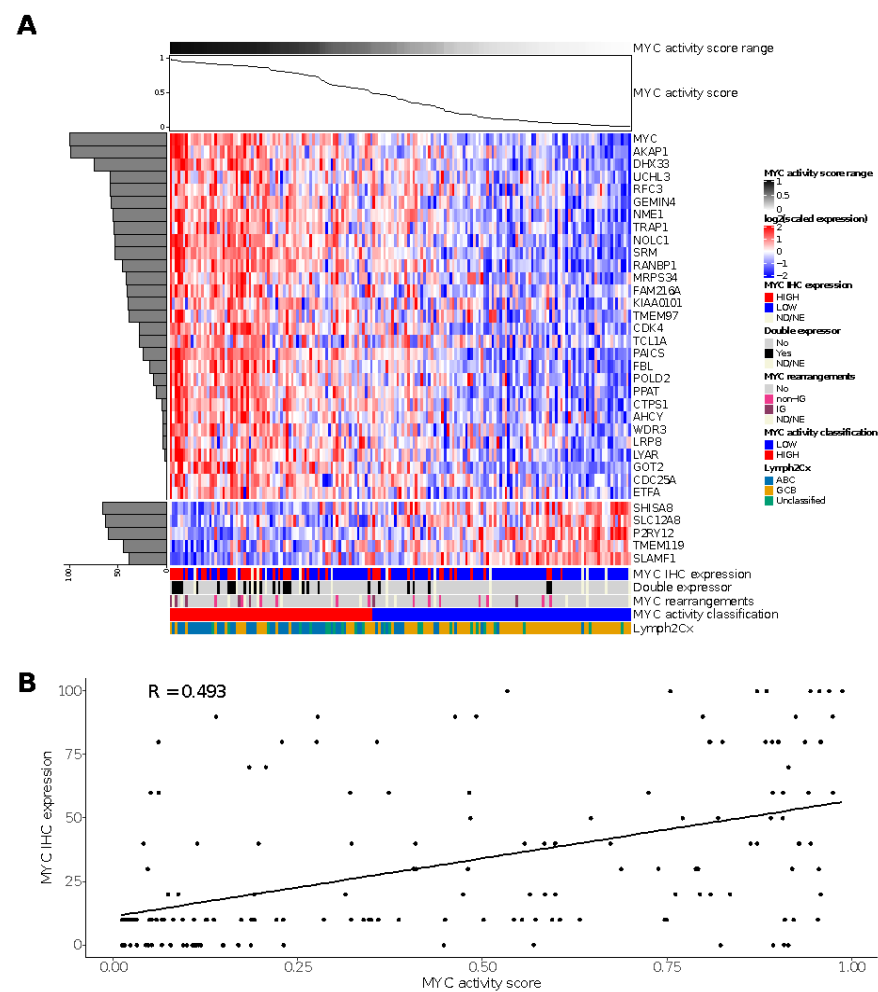 A
MYC activity score range
1
0.5
0
MYC activity score
MYC
AKAP1
DHX33
UCHL3
RFC3
GEMIN4
NME1
TRAP1
NOLC1
SRM
RANBP1
MRPS34
FAM216A
KIAA0101
TMEM97
CDK4
TCL1A
PAICS
FBL
POLD2
PPAT
CTPS1
AHCY
WDR3
LRP8
LYAR
GOT2
CDC25A
ETFA
SHISA8
SLC12A8
P2RY12
TMEM119
SLAMF1
100
50
0
MYC IHC expression
Double expressor
MYC rearrangements
MYC activity classification
Lymph2Cx
MYC activity score range
1
0.5
0
log2(scaled expression)
2
1
0
−1
−2
MYC IHC expression
HIGH
LOW
ND/NE
Double expressor
No
Yes
ND/NE
MYC rearrangements
No
non-IG
IG
ND/NE
MYC activity classification
LOW
HIGH
Lymph2Cx
ABC
GCB
Unclassified
B
R = 0.493
MYC IHC expression
100
75
50
25
0
0.00
0.25
0.50
0.75
1.00
MYC activity score